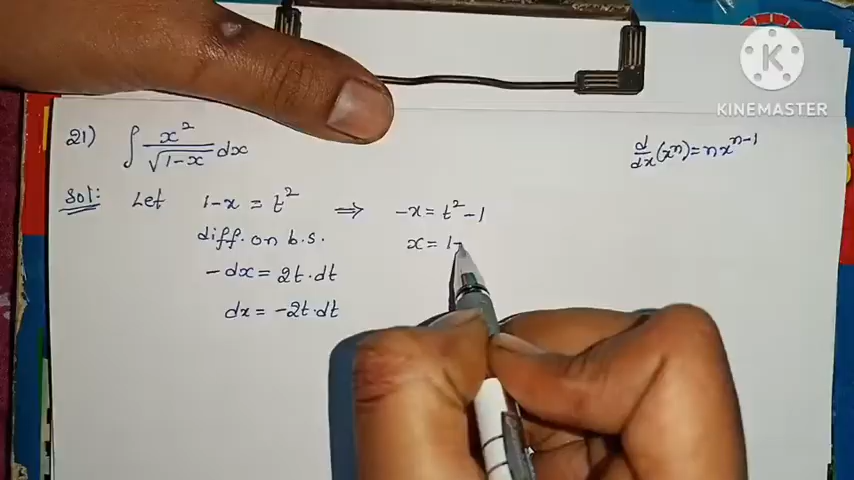 K
KINEMASTER
21) ∫ x²/√(1-x) dx
d/dx (xⁿ) = nxⁿ⁻¹
Sol: Let 1-x = t² ⇒ -x = t² - 1
diff. on b.s. x = 1-
-dx = 2t·dt
dx = -2t·dt